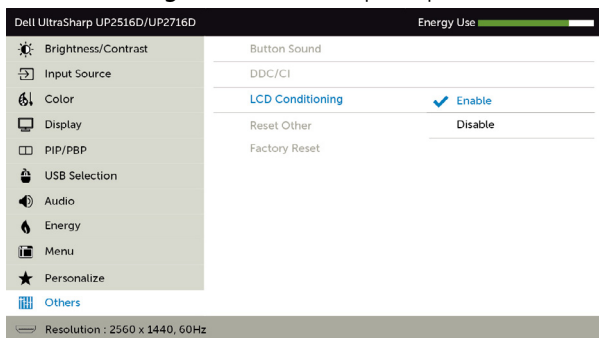 Dell UltraSharp UP2516D/UP2716D Energy Use
Brightness/Contrast
Input Source
Color
Display
PIP/PBP
USB Selection
Audio
Energy
Menu
Personalize
Others
Button Sound
DDC/CI
LCD Conditioning
Reset Other
Factory Reset
Enable
Disable
Resolution : 2560 x 1440, 60Hz